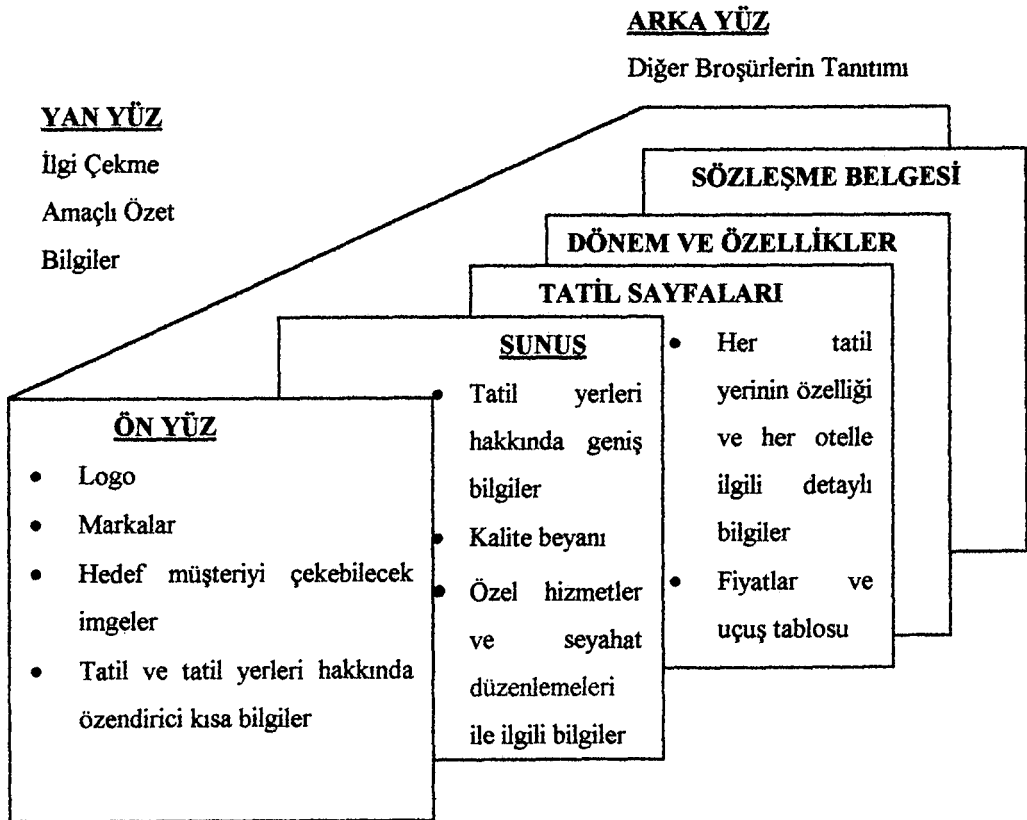 ARKA YÜZ
Diğer Broşürlerin Tanıtımı
YAN YÜZ
İlgi Çekme
Amaçlı Özet
Bilgiler
SÖZLEŞME BELGESİ
DÖNEM VE ÖZELLİKLER
TATİL SAYFALARI
• Her tatil
yerinin özelliği
ve her otelle
ilgili detaylı
bilgiler
• Fiyatlar ve
uçuş tablosu
SUNUS
• Tatil yerleri
hakkında geniş
bilgiler
• Kalite beyanı
• Özel hizmetler
ve seyahat
düzenlemeleri
ile ilgili bilgiler
ÖN YÜZ
• Logo
• Markalar
• Hedef müşteriyi çekebilecek
imgeler
• Tatil ve tatil yerleri hakkında
özendirici kısa bilgiler